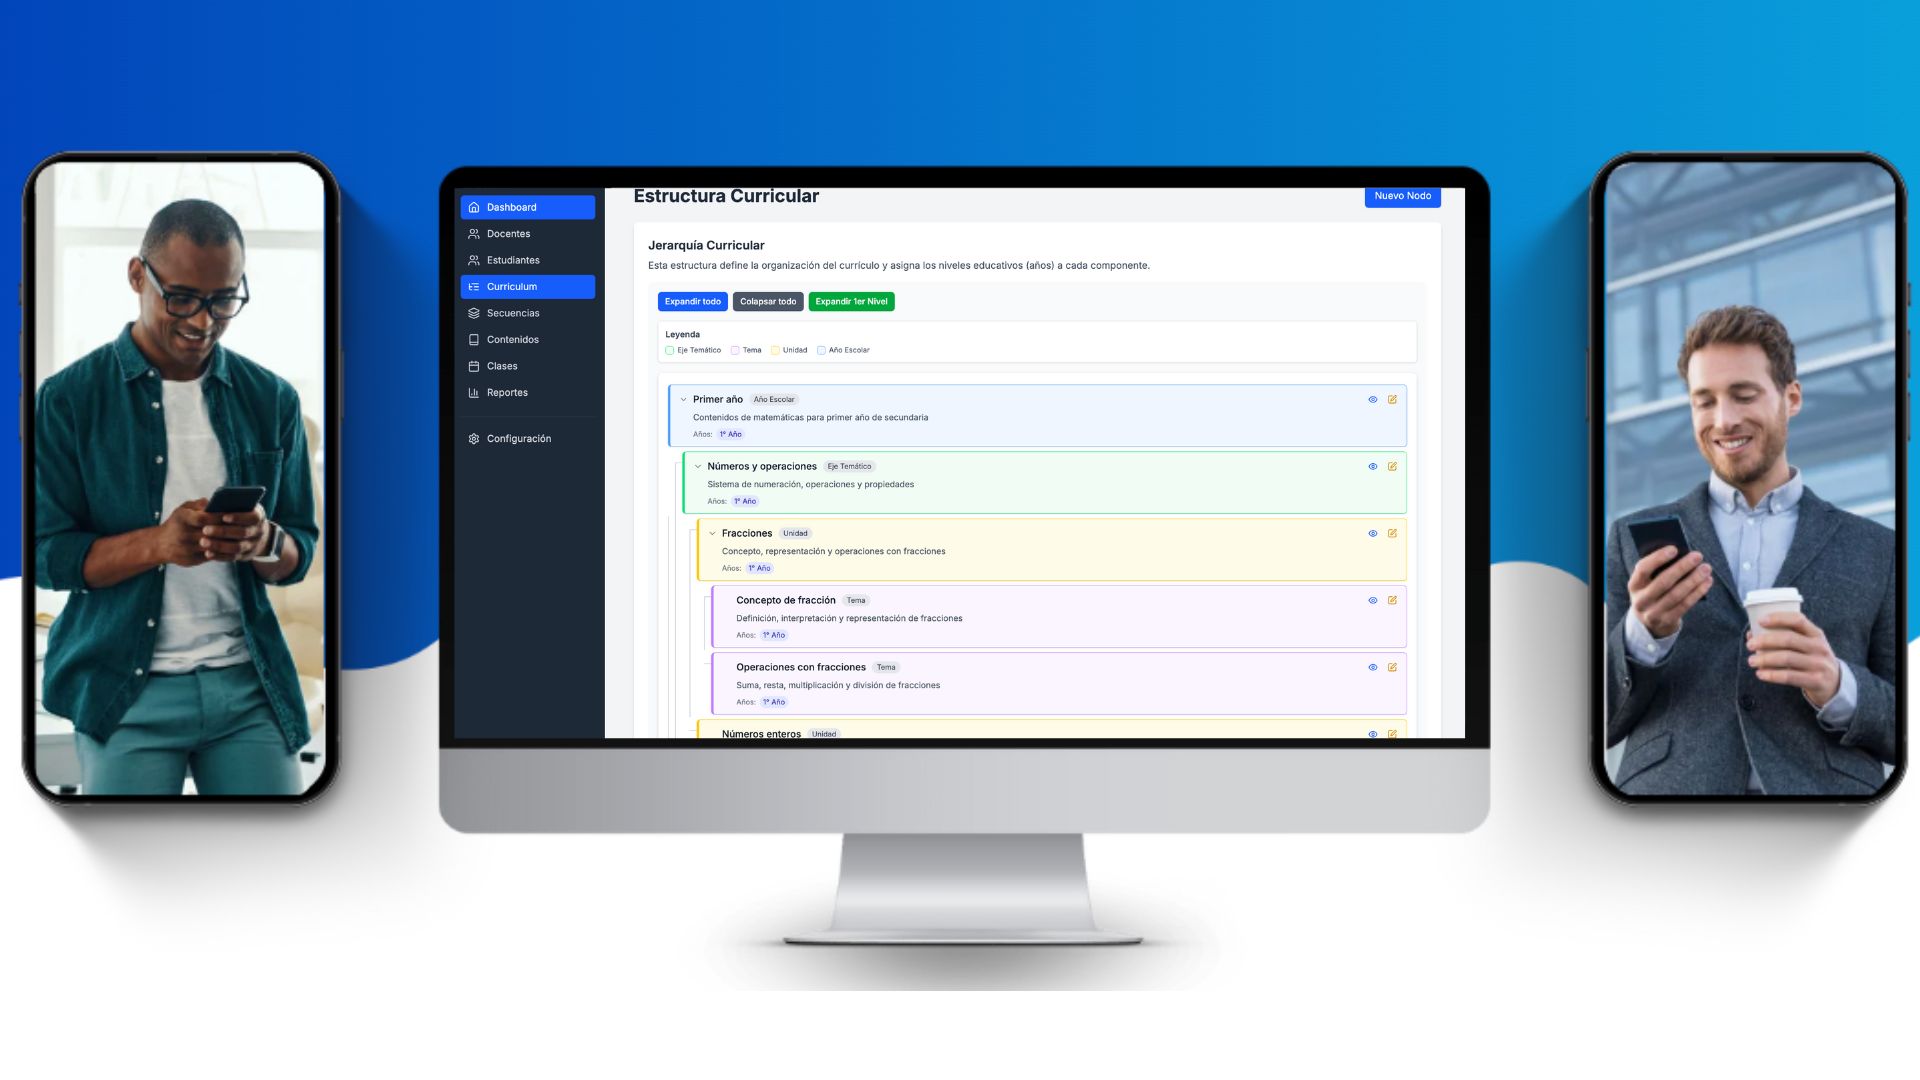 Dashboard
Docentes
Estudiantes
Curriculum
Secuencias
Contenidos
Clases
Reportes
Configuración
Estructura Curricular
Nuevo Nodo
Jerarquía Curricular
Esta estructura define la organización del currículo y asigna los niveles educativos (años) a cada componente.
Expandir todo Colapsar todo Expandir 1er Nivel
Leyenda
Eje Temático Tema Unidad Año Escolar
Primer año Año Escolar
Contenidos de matemáticas para primer año de secundaria
Años: 1° Año
Números y operaciones Eje Temático
Sistema de numeración, operaciones y propiedades
Años: 1° Año
Fracciones Unidad
Concepto, representación y operaciones con fracciones
Años: 1° Año
Concepto de fracción Tema
Definición, interpretación y representación de fracciones
Años: 1° Año
Operaciones con fracciones Tema
Suma, resta, multiplicación y división de fracciones
Años: 1° Año
Números enteros Unidad